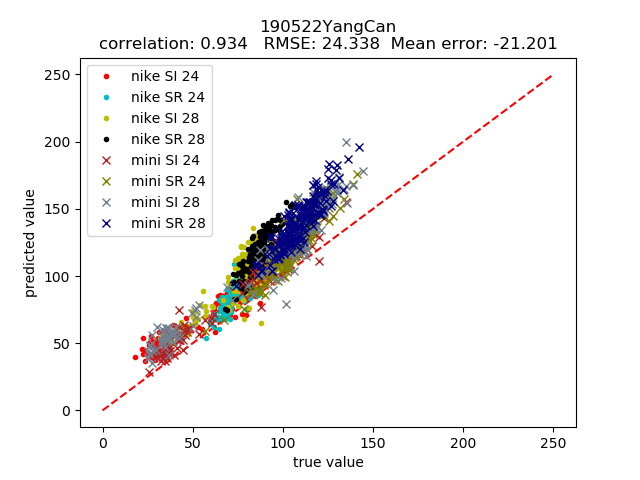 190522YangCan
correlation: 0.934   RMSE: 24.338  Mean error: -21.201
250
200
150
100
50
0
predicted value
nike SI 24
nike SR 24
nike SI 28
nike SR 28
mini SI 24
mini SR 24
mini SI 28
mini SR 28
0 50 100 150 200 250
true value